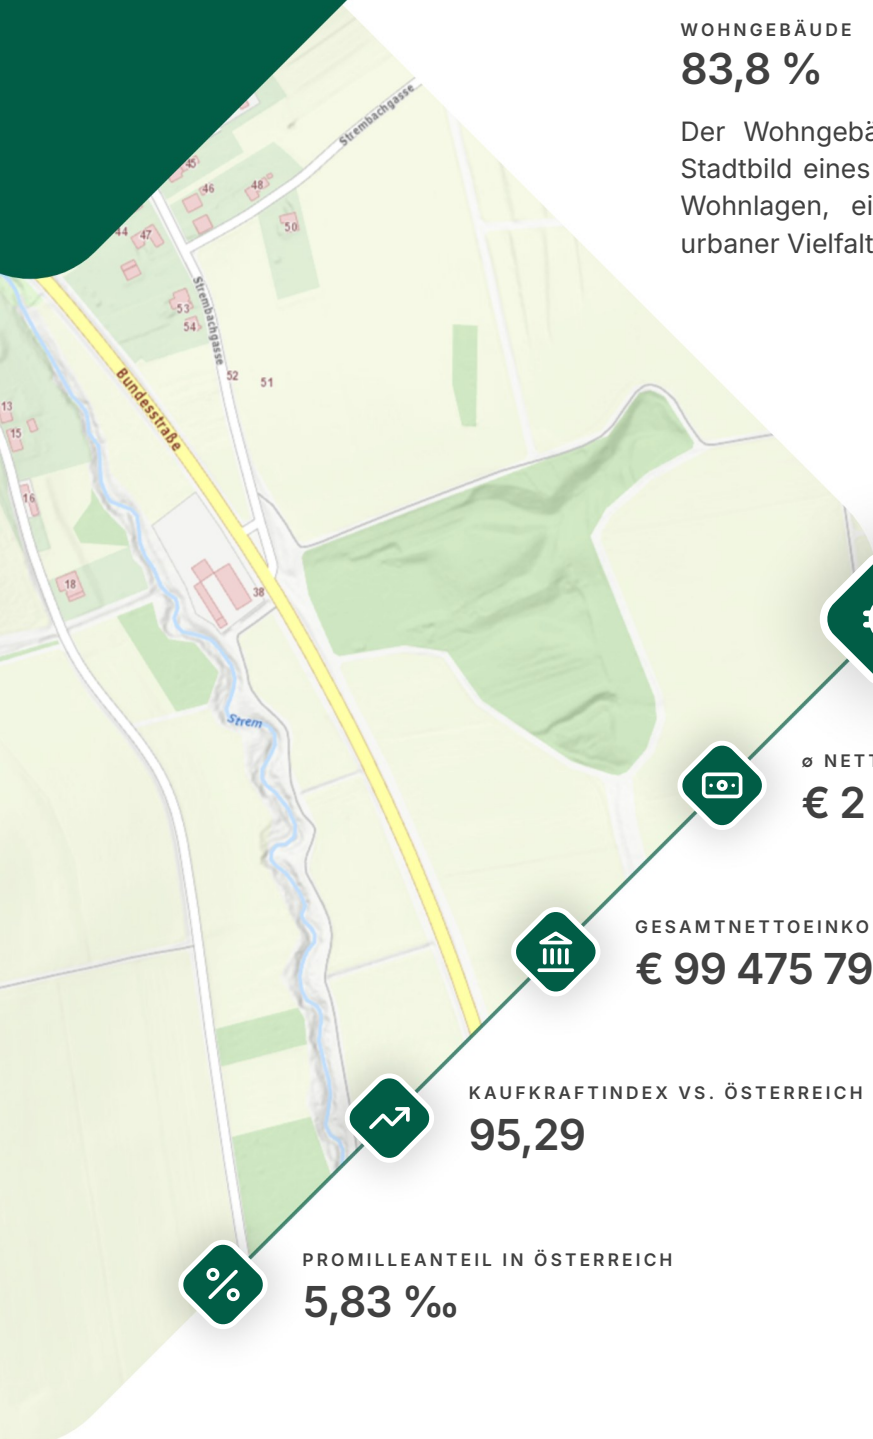 WOHNGEBÄUDE
83,8 %
Der Wohngebä
Stadtbild eines
Wohnlagen, ei
urbaner Vielfalt
Strembachgasse
45
46
48
50
44
47
Strembachgasse
53
54
52
51
Bundesstraße
13
15
16
18
38
Strem
ø NETT
€ 2
GESAMTNETTOEINKO
€ 99 475 79
KAUFKRAFTINDEX VS. ÖSTERREICH
95,29
PROMILLEANTEIL IN ÖSTERREICH
5,83 ‰